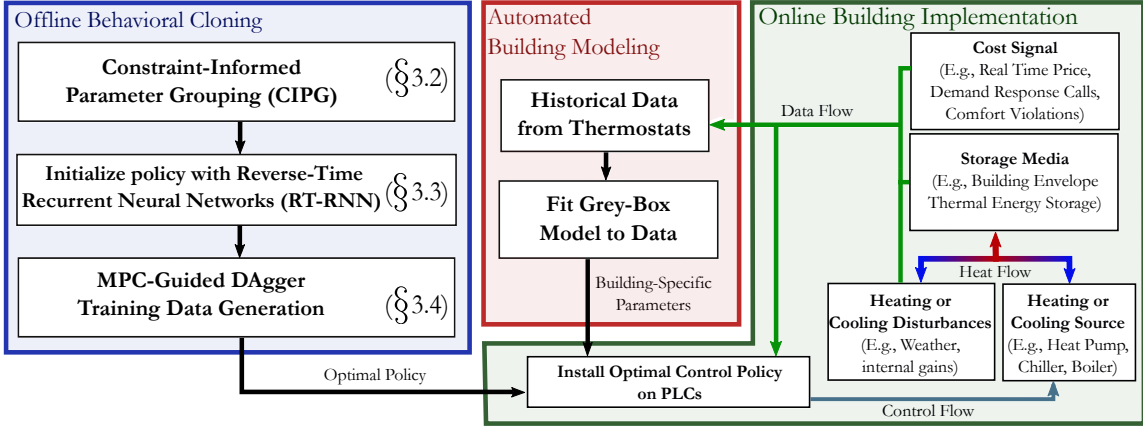 Offline Behavioral Cloning
Constraint-Informed
Parameter Grouping (CIPG)
(§3.2)
Initialize policy with Reverse-Time
Recurrent Neural Networks (RT-RNN)
(§3.3)
MPC-Guided DAgger
Training Data Generation
(§3.4)
Optimal Policy
Automated
Building Modeling
Historical Data
from Thermostats
Fit Grey-Box
Model to Data
Building-Specific
Parameters
Online Building Implementation
Data Flow
Cost Signal
(E.g., Real Time Price,
Demand Response Calls,
Comfort Violations)
Storage Media
(E.g., Building Envelope
Thermal Energy Storage)
Heat Flow
Heating or
Cooling Disturbances
(E.g., Weather,
internal gains)
Heating or
Cooling Source
(E.g., Heat Pump,
Chiller, Boiler)
Install Optimal Control Policy
on PLCs
Control Flow